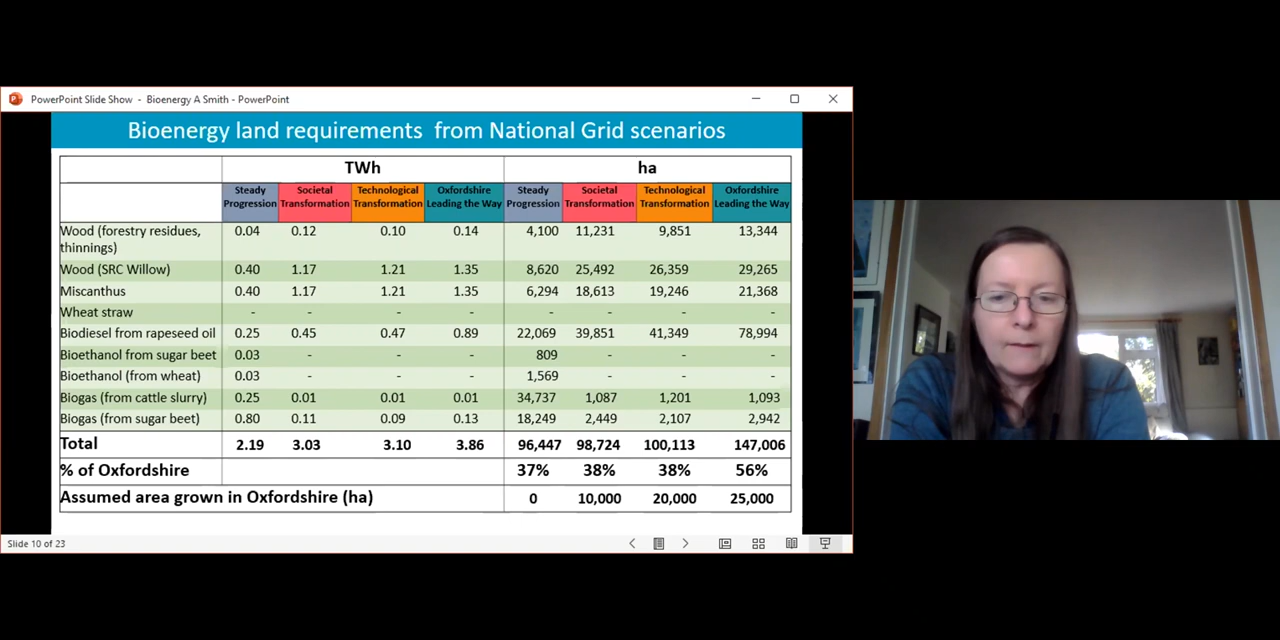 PowerPoint Slide Show - Bioenergy A Smith - PowerPoint
Bioenergy land requirements from National Grid scenarios
TWh ha
Steady Progression Societal Transformation Technological Transformation Oxfordshire Leading the Way Steady Progression Societal Transformation Technological Transformation Oxfordshire Leading the Way
Wood (forestry residues, thinnings) 0.04 0.12 0.10 0.14 4,100 11,231 9,851 13,344
Wood (SRC Willow) 0.40 1.17 1.21 1.35 8,620 25,492 26,359 29,265
Miscanthus 0.40 1.17 1.21 1.35 6,294 18,613 19,246 21,368
Wheat straw - - - - - - - -
Biodiesel from rapeseed oil 0.25 0.45 0.47 0.89 22,069 39,851 41,349 78,994
Bioethanol from sugar beet 0.03 - - - 809 - - -
Bioethanol (from wheat) 0.03 - - - 1,569 - - -
Biogas (from cattle slurry) 0.25 0.01 0.01 0.01 34,737 1,087 1,201 1,093
Biogas (from sugar beet) 0.80 0.11 0.09 0.13 18,249 2,449 2,107 2,942
Total 2.19 3.03 3.10 3.86 96,447 98,724 100,113 147,006
% of Oxfordshire 37% 38% 38% 56%
Assumed area grown in Oxfordshire (ha) 0 10,000 20,000 25,000
Slide 10 of 23